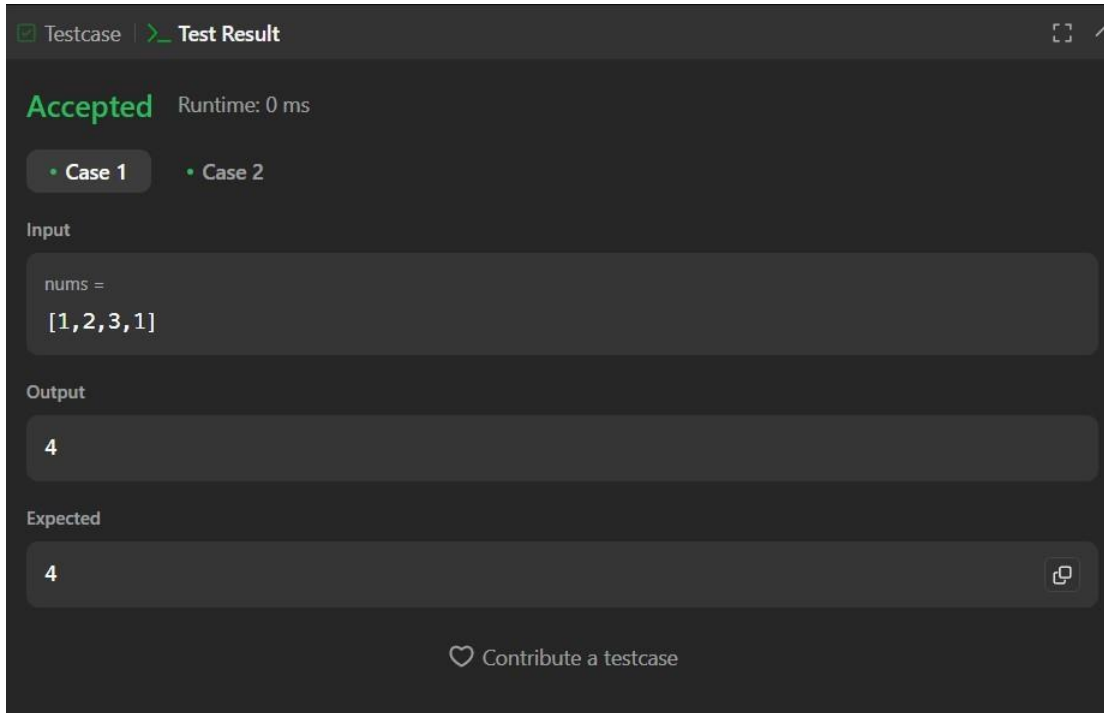 Testcase | >_ Test Result
Accepted Runtime: 0 ms
• Case 1 • Case 2
Input
nums =
[1,2,3,1]
Output
4
Expected
4
Contribute a testcase